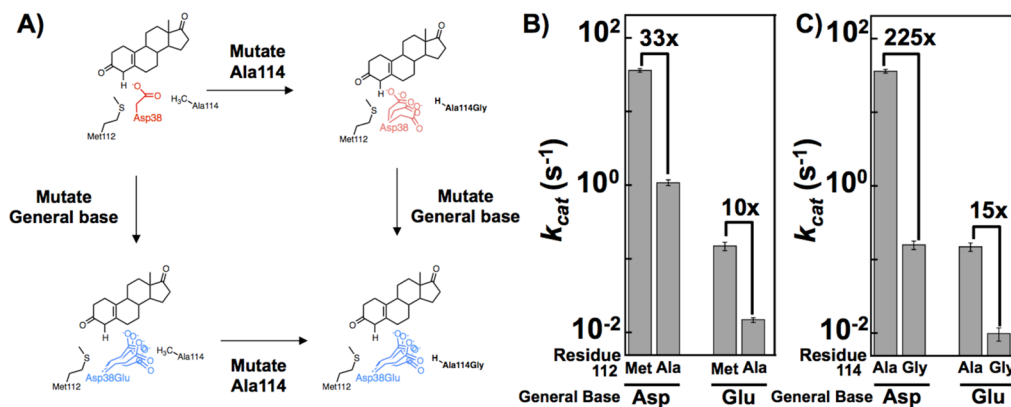 A)
O
O
H
-O
O
S
Asp38
H3C
Ala114
Met112
Mutate
Ala114
O
O
H
S
Asp38
H
Ala114Gly
Met112
Mutate
General base
Mutate
General base
O
O
H
S
H3C
Ala114
Asp38Glu
Met112
Mutate
Ala114
O
O
H
S
H
Ala114Gly
Asp38Glu
Met112
B)
kcat (s-1)
10²
10⁰
10⁻²
33x
10x
Residue
112 Met Ala Met Ala
General Base Asp Glu
C)
kcat (s-1)
10²
10⁰
10⁻²
225x
15x
Residue
114 Ala Gly Ala Gly
General Base Asp Glu